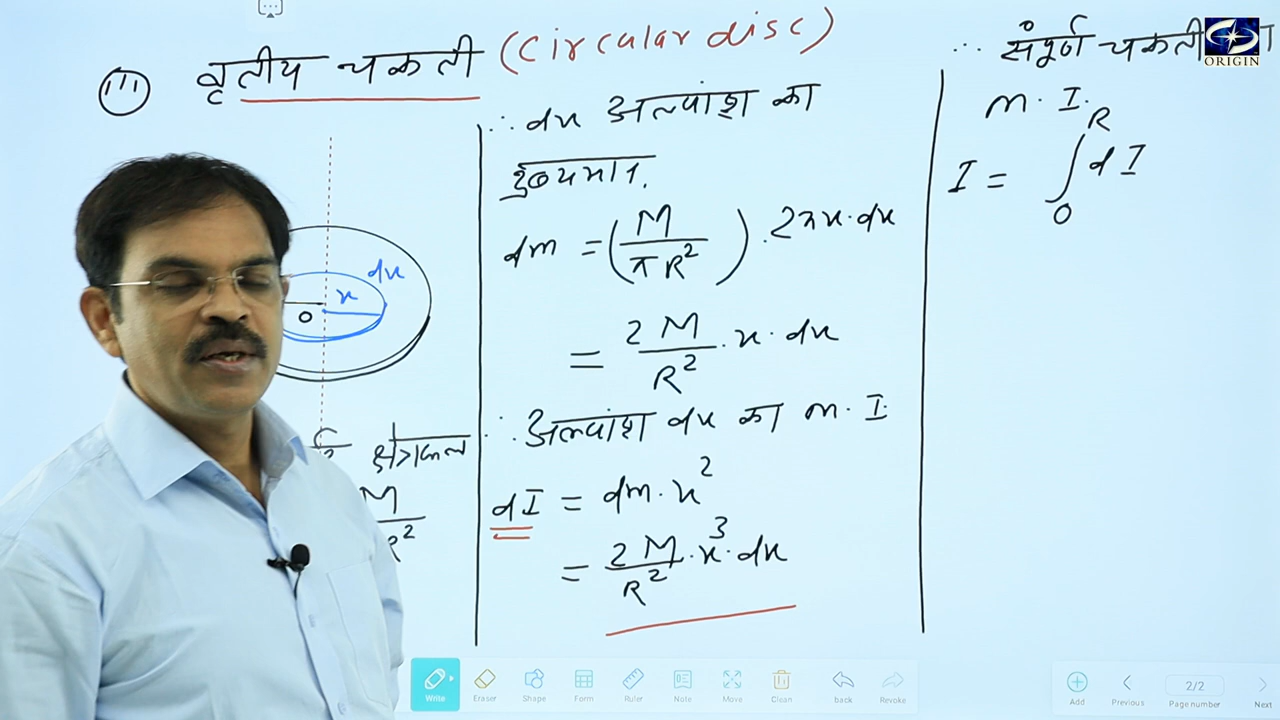 (III) वृतीय चकती (Circular disc)
dx
x
O
क्षेत्रफल
M
R²
∴ dx अल्पांश का
द्रव्यमान.
dm = (M/πR²) . 2πx.dx
= 2M/R² . x . dx
∴ अल्पांश dx का M.I.
dI = dm.x²
= 2M/R² . x³.dx
∴ संपूर्ण चकती का
M.I.
I = ∫₀ᴿ dI
ORIGIN
Write Eraser Shape Form Ruler Note Move Clean back Revoke
Add Previous 2/2 Page number Next